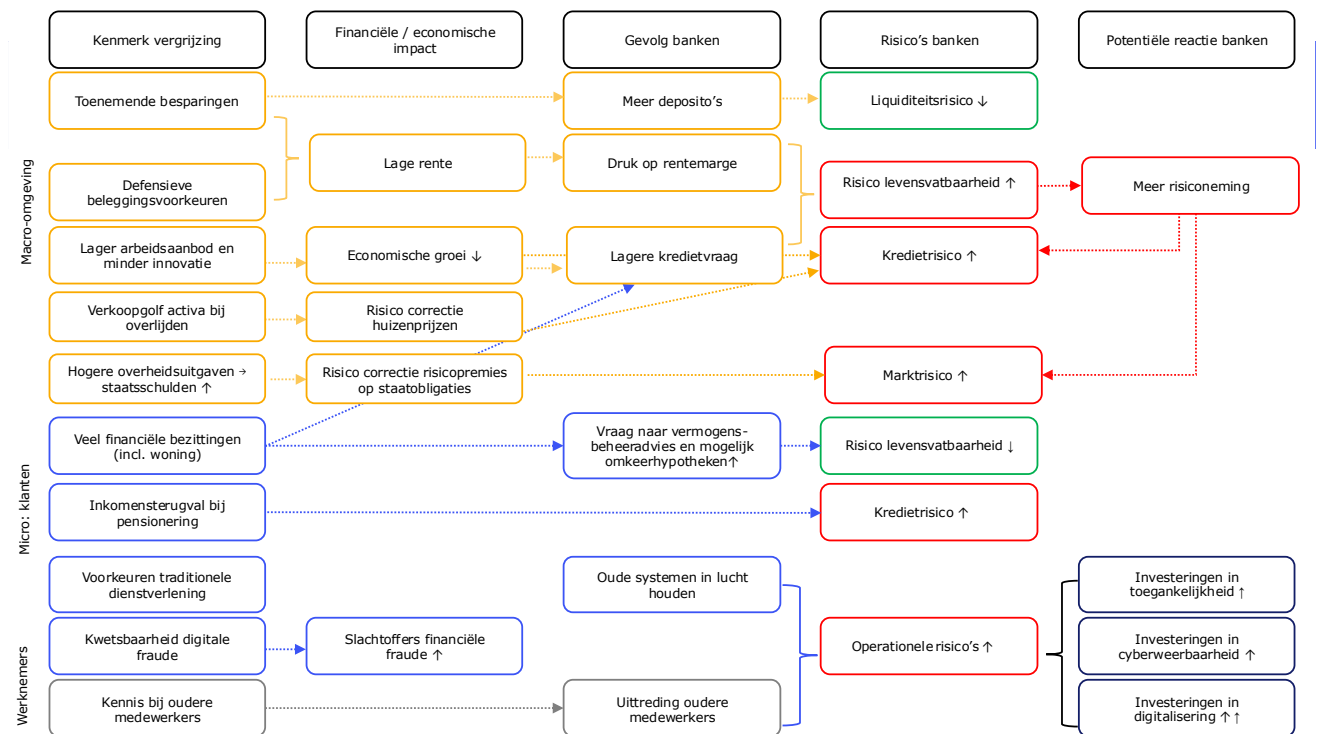 Kenmerk vergrijzing
Financiële / economische
impact
Gevolg banken
Risico’s banken
Potentiële reactie banken
Macro-omgeving
Toenemende besparingen
Meer deposito’s
Liquiditeitsrisico ↓
Lage rente
Druk op rentemarge
Defensieve
beleggingsvoorkeuren
Risico levensvatbaarheid ↑
Meer risiconeming
Lager arbeidsaanbod en
minder innovatie
Economische groei ↓
Lagere kredietvraag
Kredietrisico ↑
Verkoopgolf activa bij
overlijden
Risico correctie
huizenprijzen
Hogere overheidsuitgaven →
staatsschulden ↑
Risico correctie risicopremies
op staatobligaties
Marktrisico ↑
Micro: klanten
Veel financiële bezittingen
(incl. woning)
Vraag naar vermogens-
beheeradvies en mogelijk
omkeerhypotheken↑
Risico levensvatbaarheid ↓
Inkomensterugval bij
pensionering
Kredietrisico ↑
Voorkeuren traditionele
dienstverlening
Oude systemen in lucht
houden
Investeringen in
toegankelijkheid ↑
Werknemers
Kwetsbaarheid digitale
fraude
Slachtoffers financiële
fraude ↑
Operationele risico’s ↑
Investeringen in
cyberweerbaarheid ↑
Kennis bij oudere
medewerkers
Uittreding oudere
medewerkers
Investeringen in
digitalisering ↑↑